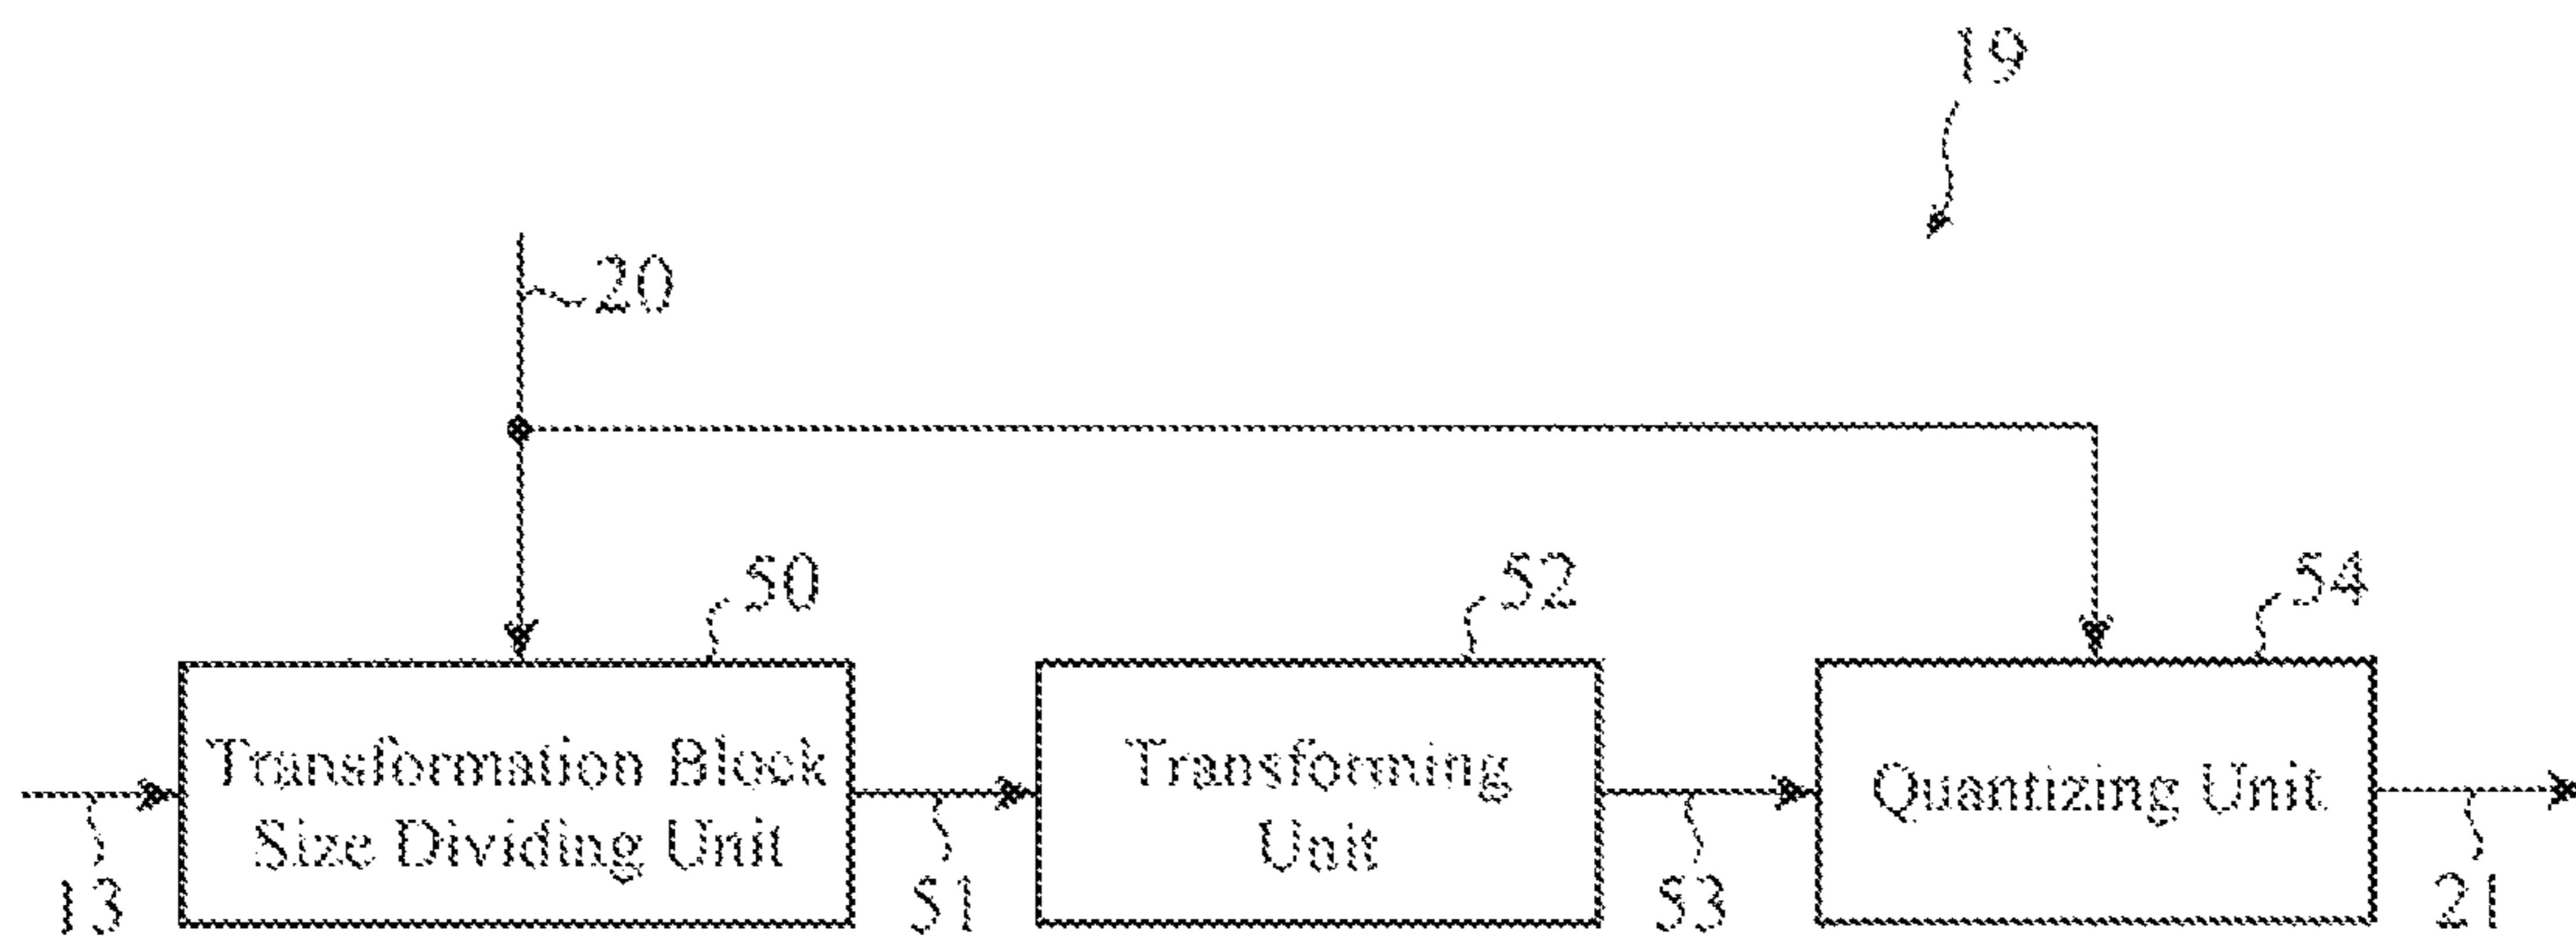 19
20
50
52
54
Transformation Block
Size Dividing Unit
Transforming
Unit
Quantizing Unit
13
51
53
21